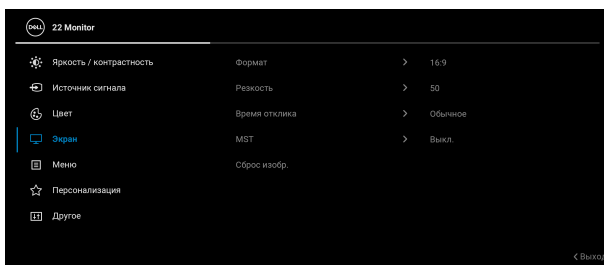 DELL 22 Monitor
Яркость / контрастность Формат 16:9
Источник сигнала Резкость 50
Цвет Время отклика Обычное
Экран MST Выкл.
Меню Сброс изобр.
Персонализация
Другое
Выход